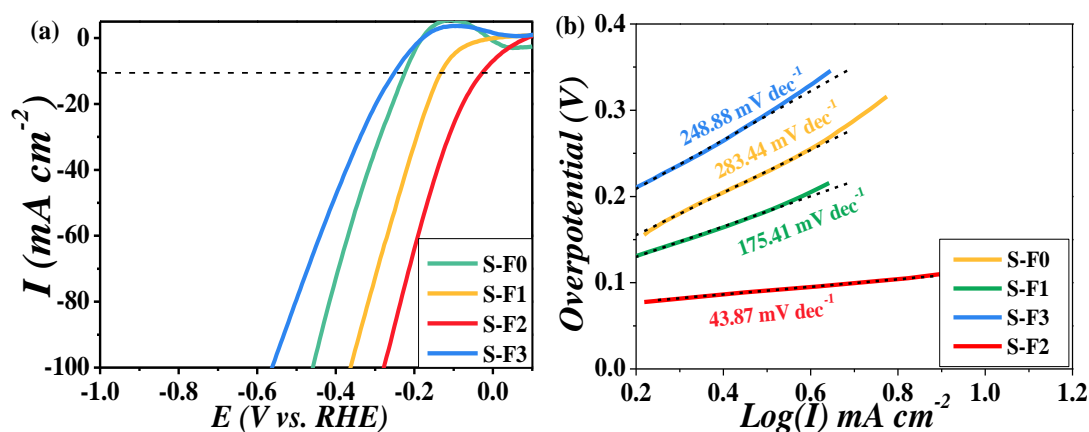 (a)
0
-20
-40
-60
-80
-100
I (mA cm-2)
-1.0 -0.8 -0.6 -0.4 -0.2 0.0
E (V vs. RHE)
S-F0
S-F1
S-F2
S-F3
(b)
0.4
0.3
0.2
0.1
0.0
Overpotential (V)
248.88 mV dec-1
283.44 mV dec-1
175.41 mV dec-1
43.87 mV dec-1
S-F0
S-F1
S-F3
S-F2
0.2 0.4 0.6 0.8 1.0 1.2
Log(I) mA cm-2